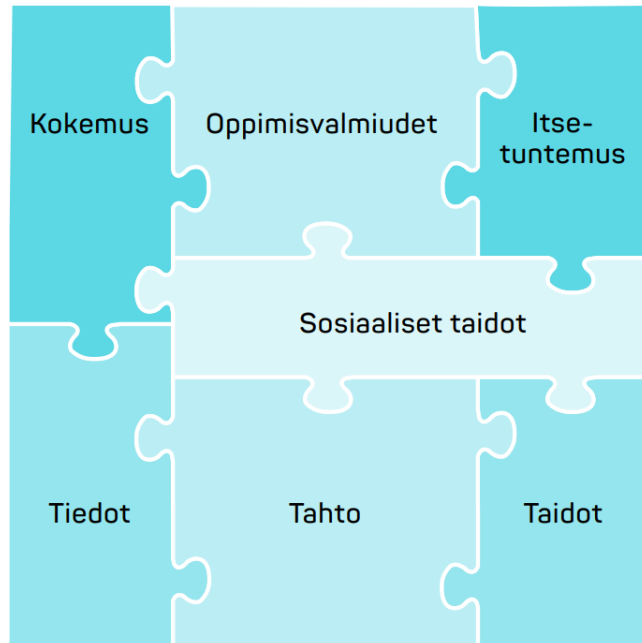 Kokemus
Oppimisvalmiudet
Itse-
tuntemus
Sosiaaliset taidot
Tiedot
Tahto
Taidot